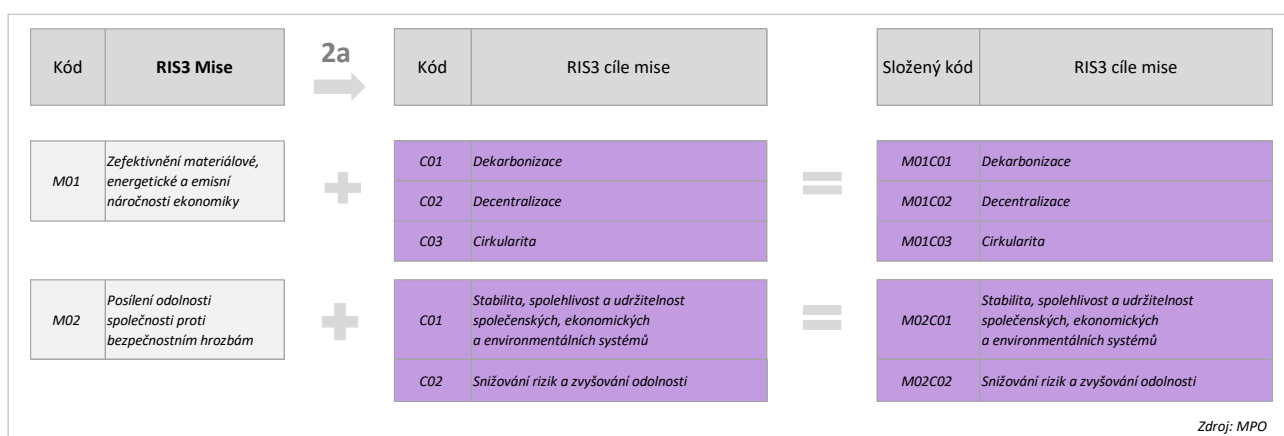 Kód RIS3 Mise 2a Kód RIS3 cíle mise Složený kód RIS3 cíle mise
M01
Zefektivnění materiálové,
energetické a emisní
náročnosti ekonomiky
C01 Dekarbonizace
C02 Decentralizace
C03 Cirkularita
M01C01 Dekarbonizace
M01C02 Decentralizace
M01C03 Cirkularita
M02
Posílení odolnosti
společnosti proti
bezpečnostním hrozbám
C01
Stabilita, spolehlivost a udržitelnost
společenských, ekonomických
a environmentálních systémů
C02 Snižování rizik a zvyšování odolnosti
M02C01
Stabilita, spolehlivost a udržitelnost
společenských, ekonomických
a environmentálních systémů
M02C02 Snižování rizik a zvyšování odolnosti
Zdroj: MPO